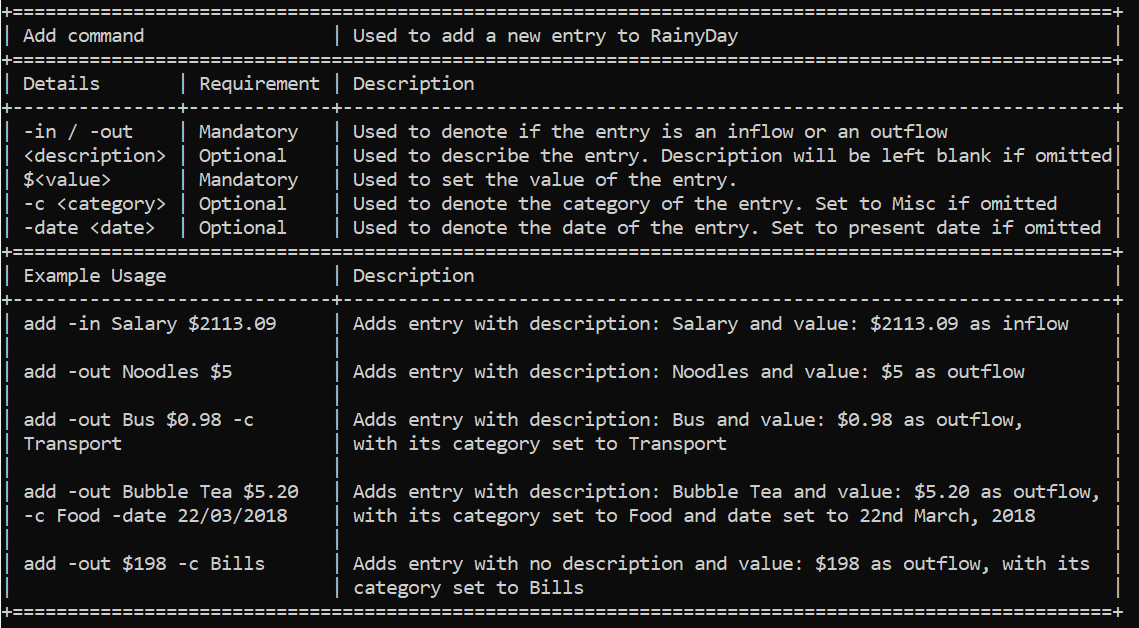 +====================================================================================================+
| Add command                 | Used to add a new entry to RainyDay                                  |
+====================================================================================================+
| Details       | Requirement | Description                                                          |
+---------------+-------------+----------------------------------------------------------------------+
| -in / -out    | Mandatory   | Used to denote if the entry is an inflow or an outflow               |
| <description> | Optional    | Used to describe the entry. Description will be left blank if omitted|
| $<value>      | Mandatory   | Used to set the value of the entry.                                  |
| -c <category> | Optional    | Used to denote the category of the entry. Set to Misc if omitted     |
| -date <date>  | Optional    | Used to denote the date of the entry. Set to present date if omitted |
+====================================================================================================+
| Example Usage               | Description                                                          |
+-----------------------------+----------------------------------------------------------------------+
| add -in Salary $2113.09     | Adds entry with description: Salary and value: $2113.09 as inflow    |
|                             |                                                                      |
| add -out Noodles $5         | Adds entry with description: Noodles and value: $5 as outflow        |
|                             |                                                                      |
| add -out Bus $0.98 -c       | Adds entry with description: Bus and value: $0.98 as outflow,        |
| Transport                   | with its category set to Transport                                   |
|                             |                                                                      |
| add -out Bubble Tea $5.20   | Adds entry with description: Bubble Tea and value: $5.20 as outflow, |
| -c Food -date 22/03/2018    | with its category set to Food and date set to 22nd March, 2018       |
|                             |                                                                      |
| add -out $198 -c Bills      | Adds entry with no description and value: $198 as outflow, with its  |
|                             | category set to Bills                                                |
+====================================================================================================+